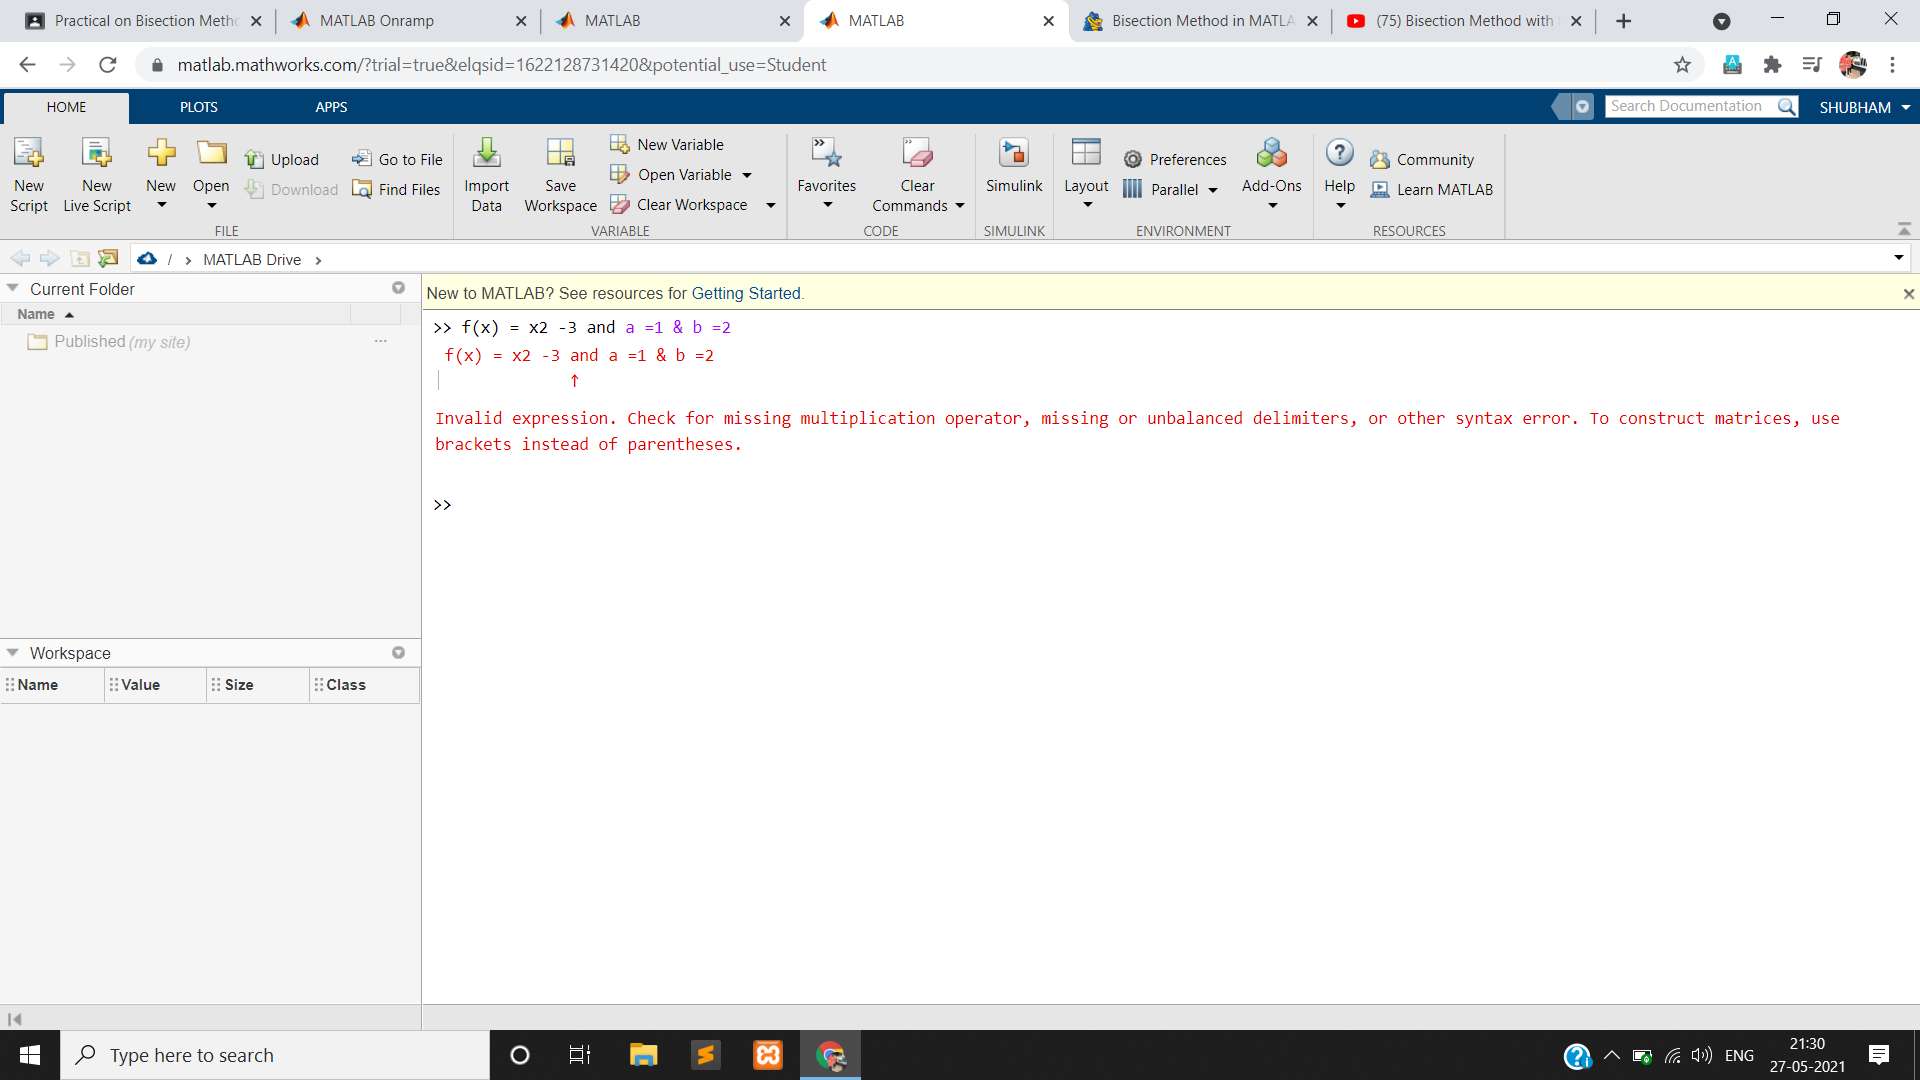 Practical on Bisection Meth
MATLAB Onramp
MATLAB
MATLAB
Bisection Method in MATLA
(75) Bisection Method with
matlab.mathworks.com/?trial=true&elqsid=1622128731420&potential_use=Student
HOME PLOTS APPS
Search Documentation
SHUBHAM
New Script
New Live Script
New
Open
Upload
Download
Go to File
Find Files
FILE
Import Data
Save Workspace
New Variable
Open Variable
Clear Workspace
VARIABLE
Favorites
Clear Commands
CODE
Simulink
SIMULINK
Layout
Preferences
Parallel
Add-Ons
ENVIRONMENT
Help
Community
Learn MATLAB
RESOURCES
/ > MATLAB Drive >
Current Folder
Name
Published (my site)
New to MATLAB? See resources for Getting Started.
>> f(x) = x2 -3 and a =1 & b =2
f(x) = x2 -3 and a =1 & b =2
↑
Invalid expression. Check for missing multiplication operator, missing or unbalanced delimiters, or other syntax error. To construct matrices, use
brackets instead of parentheses.
>>
Workspace
Name Value Size Class
Type here to search
ENG
21:30
27-05-2021